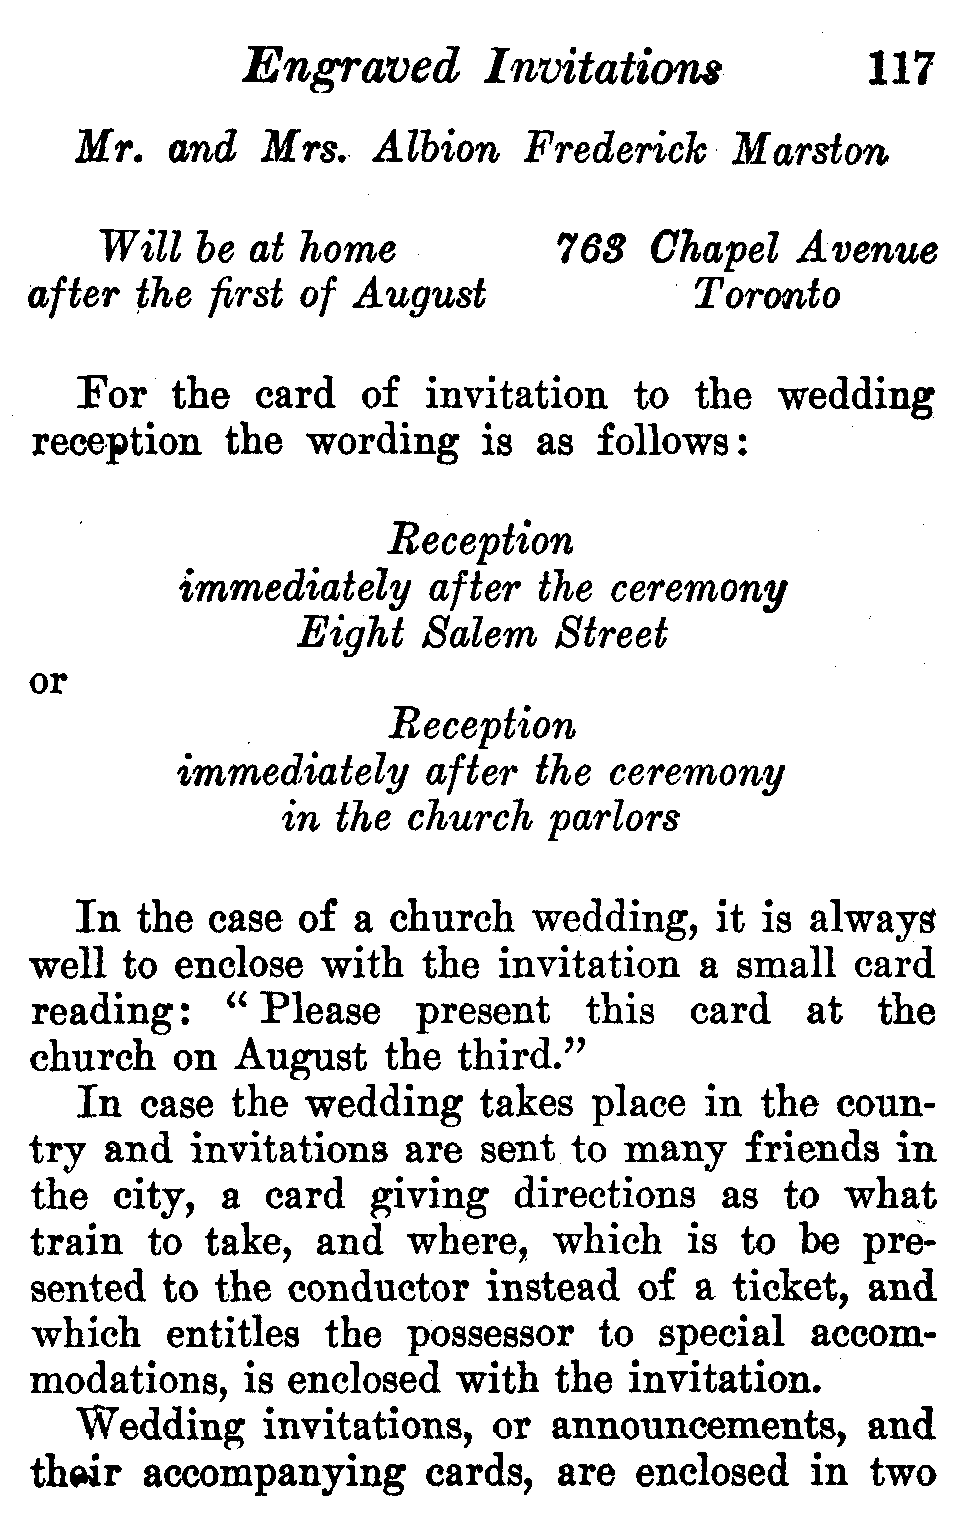 Engraved Invitations 117
Mr. and Mrs. Albion Frederick Marston
Will be at home 763 Chapel Avenue
after the first of August Toronto
For the card of invitation to the wedding
reception the wording is as follows:
Reception
immediately after the ceremony
Eight Salem Street
or
Reception
immediately after the ceremony
in the church parlors
In the case of a church wedding, it is always
well to enclose with the invitation a small card
reading: “Please present this card at the
church on August the third.”
In case the wedding takes place in the coun-
try and invitations are sent to many friends in
the city, a card giving directions as to what
train to take, and where, which is to be pre-
sented to the conductor instead of a ticket, and
which entitles the possessor to special accom-
modations, is enclosed with the invitation.
Wedding invitations, or announcements, and
their accompanying cards, are enclosed in two